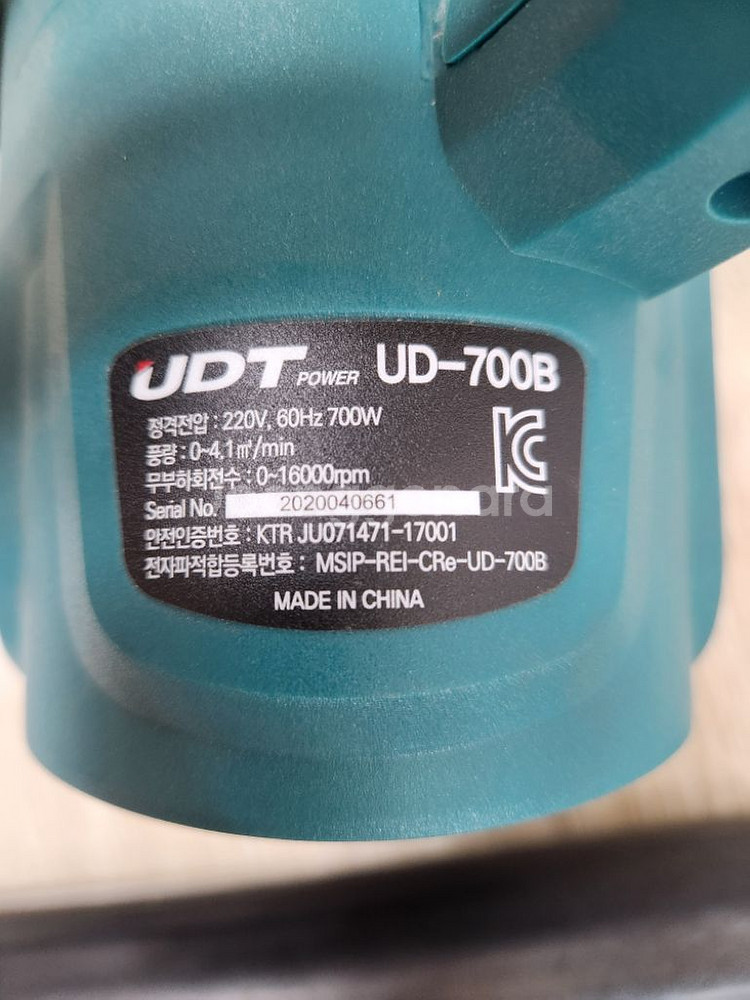 UDT POWER UD-700B
정격전압 : 220V, 60Hz 700W
풍량 : 0~4.1㎥/min
무부하회전수 : 0~16000rpm
Serial No. 2020040661
안전인증번호 : KTR JU071471-17001
전자파적합등록번호 : MSIP-REI-CRe-UD-700B
MADE IN CHINA